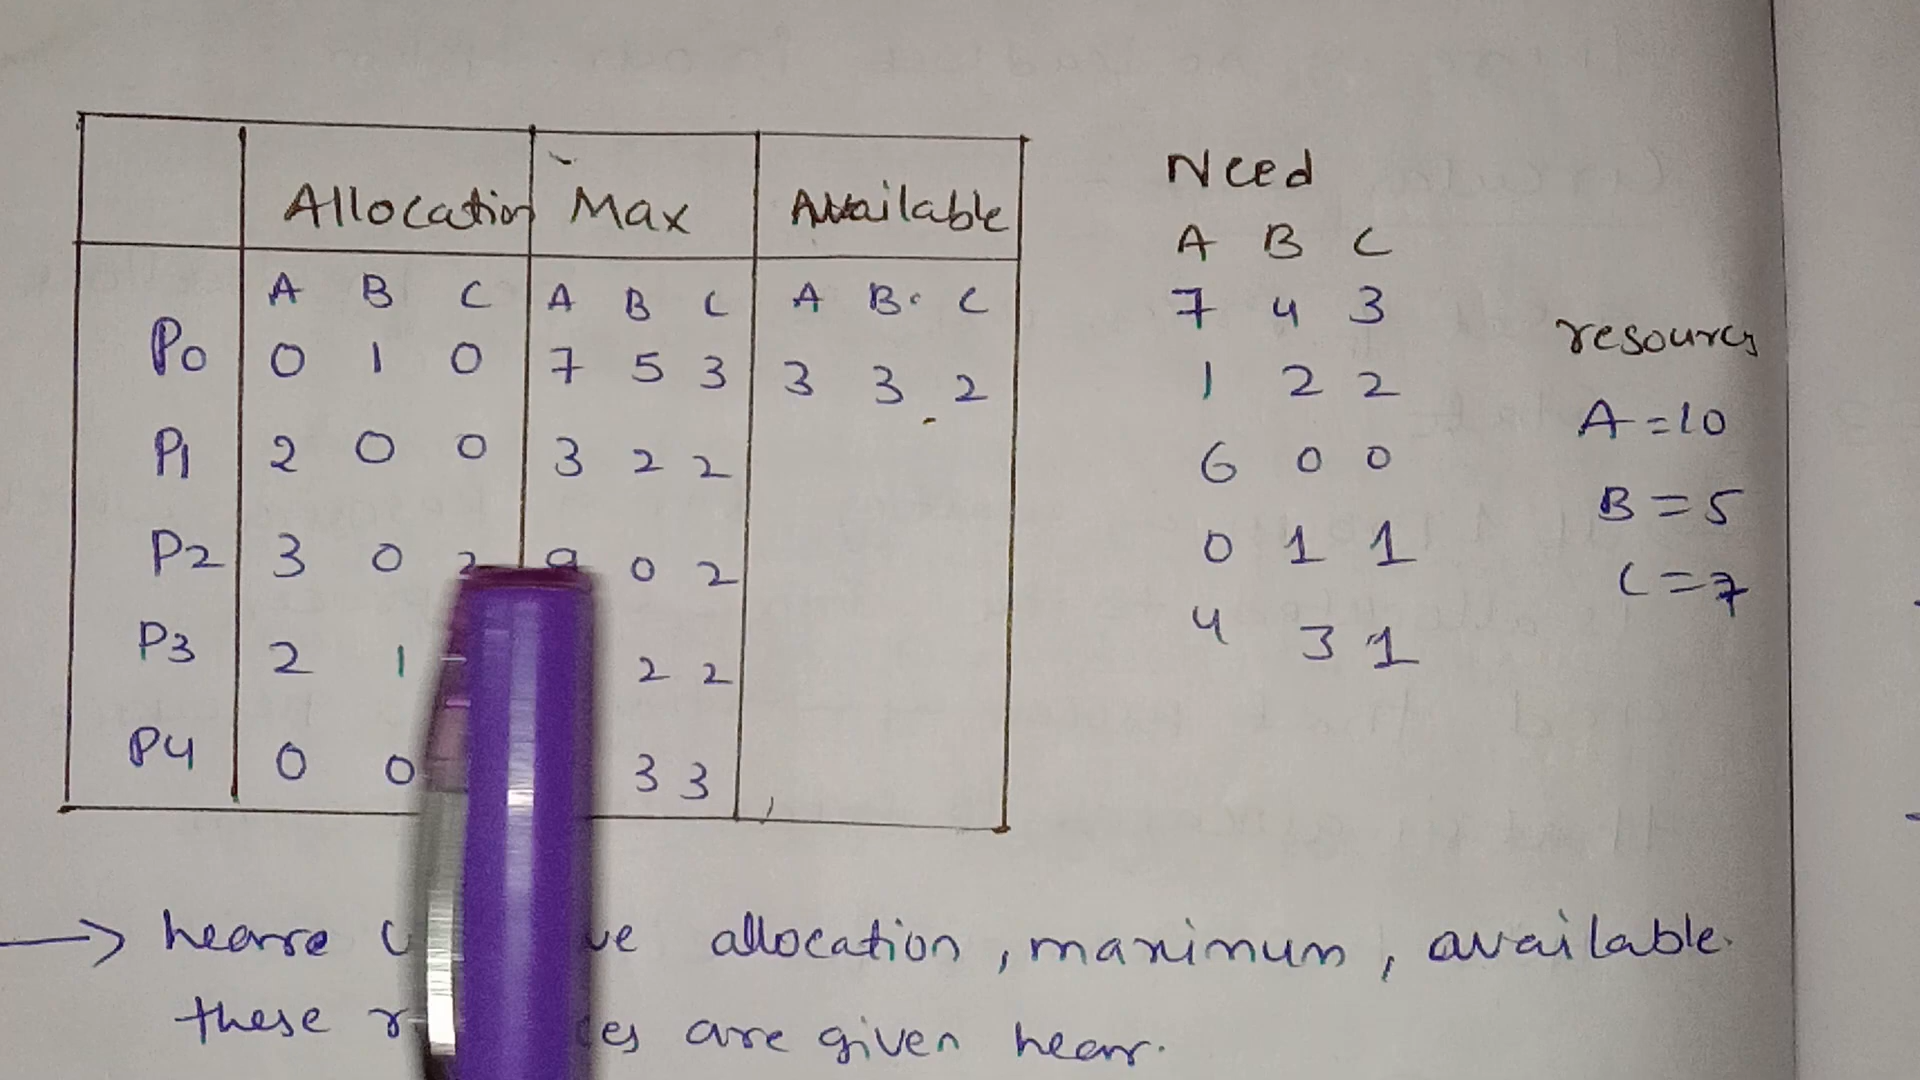 Allocation Max Available
A B C A B C A B C
P0 0 1 0 7 5 3 3 3 2
P1 2 0 0 3 2 2
P2 3 0 2 9 0 2
P3 2 1 2 2
P4 0 0 3 3
Need
A B C
7 4 3
1 2 2
6 0 0
0 1 1
4 3 1
resources
A=10
B=5
C=7
→ hearre allocation, maximum, available.
these are given hear.